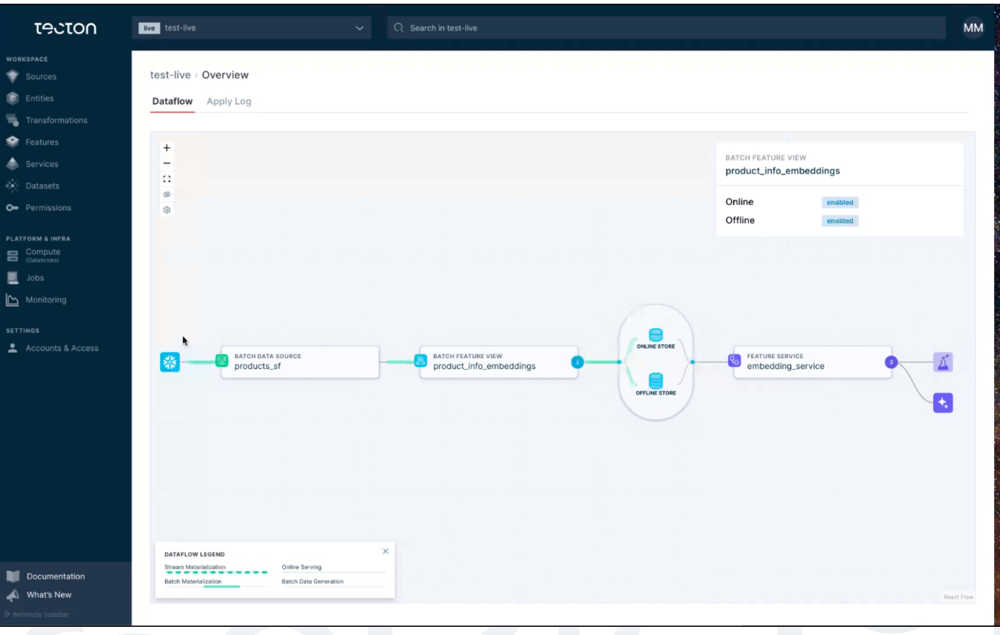 TECTON
live test-live
Search in test-live
MM
WORKSPACE
Sources
Entities
Transformations
Features
Services
Datasets
Permissions
PLATFORM & INFRA
Compute
(Databricks)
Jobs
Monitoring
SETTINGS
Accounts & Access
Documentation
What's New
Minimize Sidebar
test-live / Overview
Dataflow Apply Log
BATCH FEATURE VIEW
product_info_embeddings
Online enabled
Offline enabled
BATCH DATA SOURCE
products_sf
BATCH FEATURE VIEW
product_info_embeddings
2
ONLINE STORE
OFFLINE STORE
FEATURE SERVICE
embedding_service
2
DATAFLOW LEGEND
Stream Materialization Online Serving
Batch Materialization Batch Data Generation
React Flow